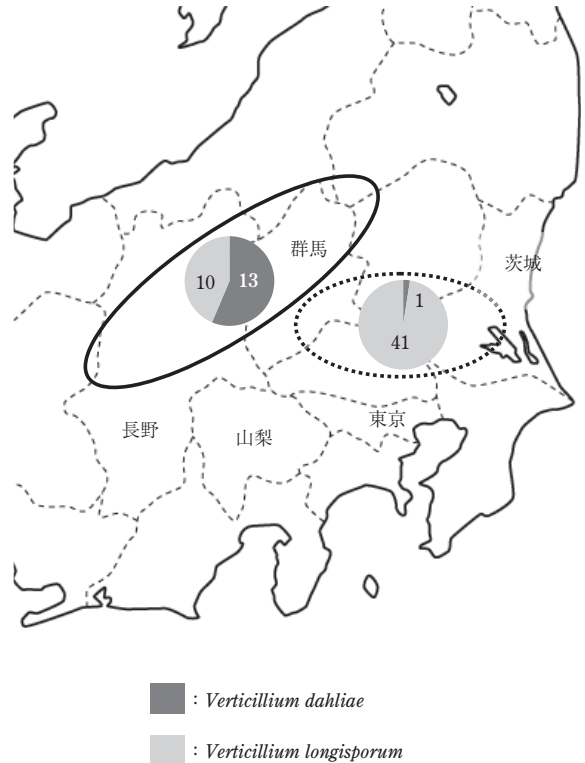 群馬
茨城
10
13
1
41
東京
長野
山梨
: Verticillium dahliae
: Verticillium longisporum